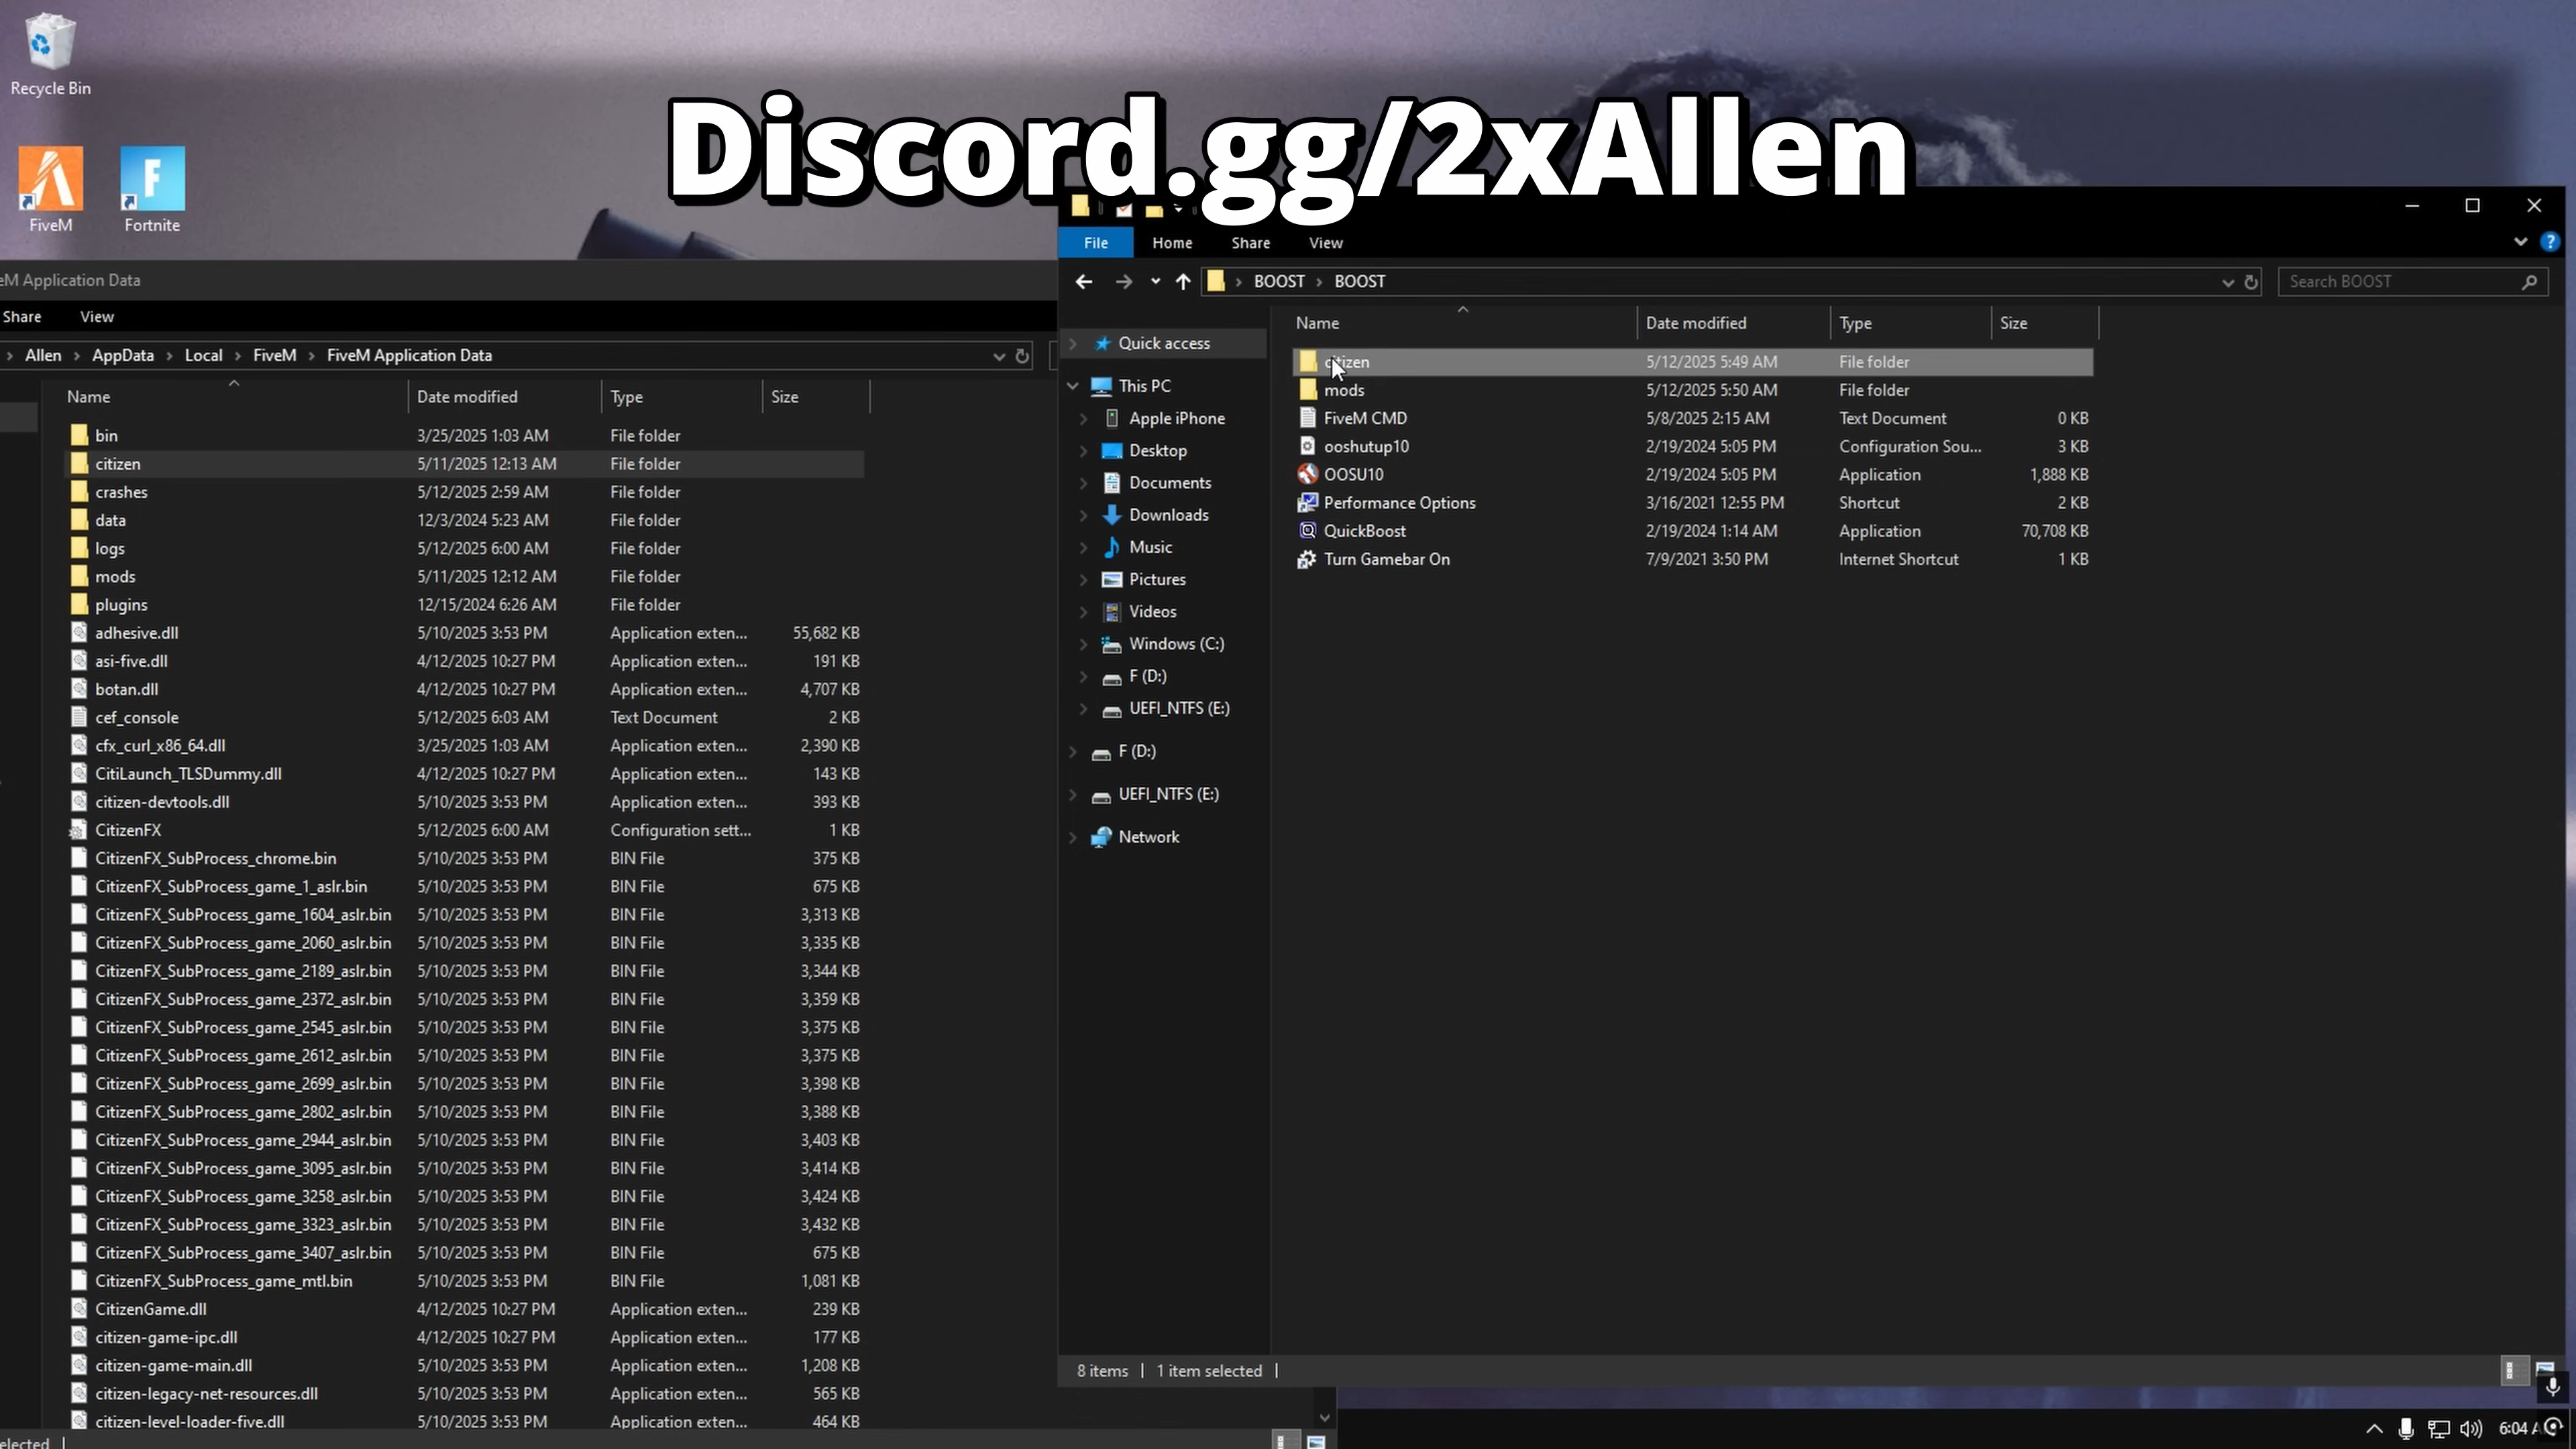 Recycle Bin
FiveM
Fortnite
Discord.gg/2xAllen
eM Application Data
Share View
Allen AppData Local FiveM FiveM Application Data
Name Date modified Type Size
bin 3/25/2025 1:03 AM File folder
citizen 5/11/2025 12:13 AM File folder
crashes 5/12/2025 2:59 AM File folder
data 12/3/2024 5:23 AM File folder
logs 5/12/2025 6:00 AM File folder
mods 5/11/2025 12:12 AM File folder
plugins 12/15/2024 6:26 AM File folder
adhesive.dll 5/10/2025 3:53 PM Application exten... 55,682 KB
asi-five.dll 4/12/2025 10:27 PM Application exten... 191 KB
botan.dll 4/12/2025 10:27 PM Application exten... 4,707 KB
cef_console 5/12/2025 6:03 AM Text Document 2 KB
cfx_curl_x86_64.dll 3/25/2025 1:03 AM Application exten... 2,390 KB
CitiLaunch_TLSDummy.dll 4/12/2025 10:27 PM Application exten... 143 KB
citizen-devtools.dll 5/10/2025 3:53 PM Application exten... 393 KB
CitizenFX 5/12/2025 6:00 AM Configuration sett... 1 KB
CitizenFX_SubProcess_chrome.bin 5/10/2025 3:53 PM BIN File 375 KB
CitizenFX_SubProcess_game_1_aslr.bin 5/10/2025 3:53 PM BIN File 675 KB
CitizenFX_SubProcess_game_1604_aslr.bin 5/10/2025 3:53 PM BIN File 3,313 KB
CitizenFX_SubProcess_game_2060_aslr.bin 5/10/2025 3:53 PM BIN File 3,335 KB
CitizenFX_SubProcess_game_2189_aslr.bin 5/10/2025 3:53 PM BIN File 3,344 KB
CitizenFX_SubProcess_game_2372_aslr.bin 5/10/2025 3:53 PM BIN File 3,359 KB
CitizenFX_SubProcess_game_2545_aslr.bin 5/10/2025 3:53 PM BIN File 3,375 KB
CitizenFX_SubProcess_game_2612_aslr.bin 5/10/2025 3:53 PM BIN File 3,375 KB
CitizenFX_SubProcess_game_2699_aslr.bin 5/10/2025 3:53 PM BIN File 3,398 KB
CitizenFX_SubProcess_game_2802_aslr.bin 5/10/2025 3:53 PM BIN File 3,388 KB
CitizenFX_SubProcess_game_2944_aslr.bin 5/10/2025 3:53 PM BIN File 3,403 KB
CitizenFX_SubProcess_game_3095_aslr.bin 5/10/2025 3:53 PM BIN File 3,414 KB
CitizenFX_SubProcess_game_3258_aslr.bin 5/10/2025 3:53 PM BIN File 3,424 KB
CitizenFX_SubProcess_game_3323_aslr.bin 5/10/2025 3:53 PM BIN File 3,432 KB
CitizenFX_SubProcess_game_3407_aslr.bin 5/10/2025 3:53 PM BIN File 675 KB
CitizenFX_SubProcess_game_mtl.bin 5/10/2025 3:53 PM BIN File 1,081 KB
CitizenGame.dll 4/12/2025 10:27 PM Application exten... 239 KB
citizen-game-ipc.dll 4/12/2025 10:27 PM Application exten... 177 KB
citizen-game-main.dll 5/10/2025 3:53 PM Application exten... 1,208 KB
citizen-legacy-net-resources.dll 5/10/2025 3:53 PM Application exten... 565 KB
citizen-level-loader-five.dll 5/10/2025 3:53 PM Application exten... 464 KB
elected
File Home Share View
BOOST BOOST
Search BOOST
Quick access
This PC
Apple iPhone
Desktop
Documents
Downloads
Music
Pictures
Videos
Windows (C:)
F (D:)
UEFI_NTFS (E:)
F (D:)
UEFI_NTFS (E:)
Network
Name Date modified Type Size
citizen 5/12/2025 5:49 AM File folder
mods 5/12/2025 5:50 AM File folder
FiveM CMD 5/8/2025 2:15 AM Text Document 0 KB
ooshutup10 2/19/2024 5:05 PM Configuration Sou... 3 KB
OOSU10 2/19/2024 5:05 PM Application 1,888 KB
Performance Options 3/16/2021 12:55 PM Shortcut 2 KB
QuickBoost 2/19/2024 1:14 AM Application 70,708 KB
Turn Gamebar On 7/9/2021 3:50 PM Internet Shortcut 1 KB
8 items 1 item selected
6:04 A